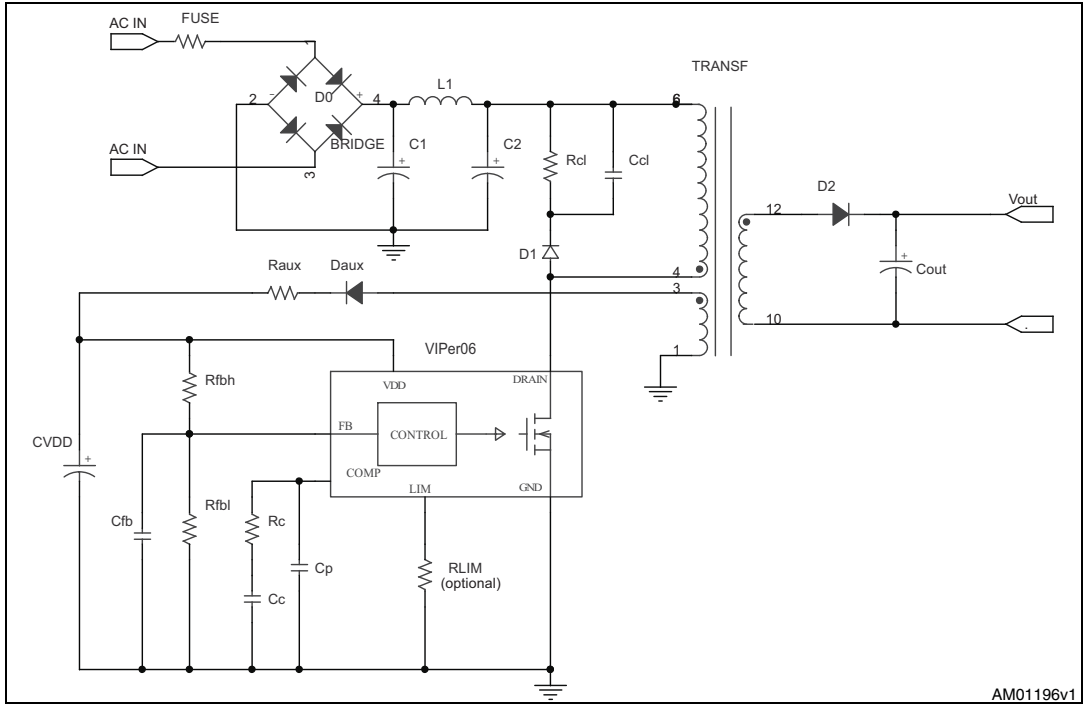 AC IN
FUSE
1
TRANSF
D0
2
-
+
4
L1
6
BRIDGE
C1
+
C2
+
Rcl
Ccl
AC IN
3
D2
12
Vout
D1
+
Cout
4
Raux
Daux
3
10
.
1
VIPer06
VDD
DRAIN
Rfbh
FB
CONTROL
CVDD
+
COMP
LIM
GND
Cfb
Rfbl
Rc
Cp
RLIM
(optional)
Cc
AM01196v1